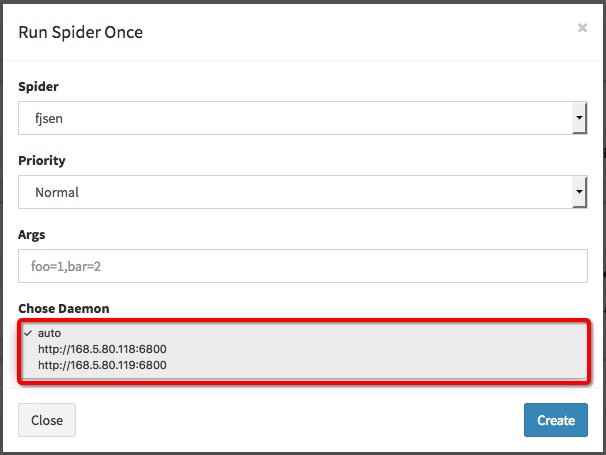 Run Spider Once
×
Spider
fjsen
Priority
Normal
Args
foo=1,bar=2
Chose Daemon
✓ auto
http://168.5.80.118:6800
http://168.5.80.119:6800
Close
Create